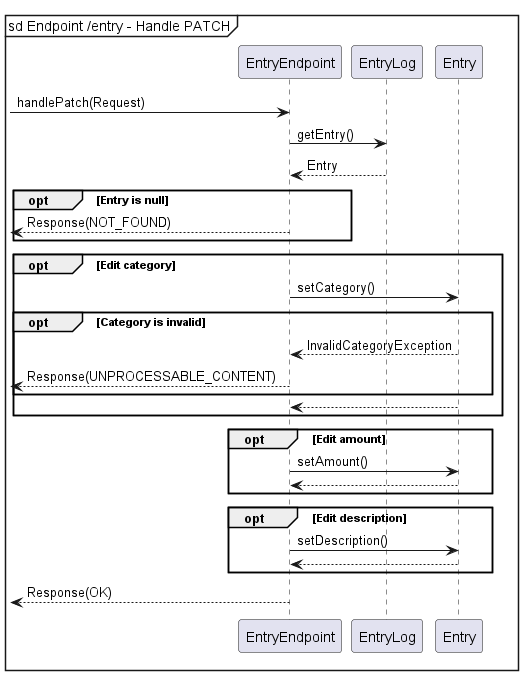 sd Endpoint /entry - Handle PATCH
EntryEndpoint EntryLog Entry
handlePatch(Request)
getEntry()
Entry
opt [Entry is null]
Response(NOT_FOUND)
opt [Edit category]
setCategory()
opt [Category is invalid]
InvalidCategoryException
Response(UNPROCESSABLE_CONTENT)
opt [Edit amount]
setAmount()
opt [Edit description]
setDescription()
Response(OK)
EntryEndpoint EntryLog Entry